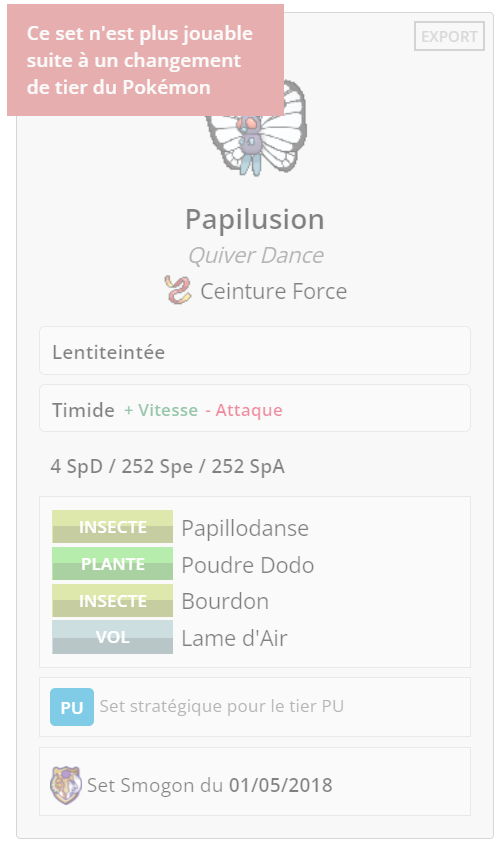 Ce set n'est plus jouable
suite à un changement
de tier du Pokémon
EXPORT
Papilusion
Quiver Dance
Ceinture Force
Lentiteintée
Timide + Vitesse - Attaque
4 SpD / 252 Spe / 252 SpA
INSECTE Papillodanse
PLANTE Poudre Dodo
INSECTE Bourdon
VOL Lame d'Air
PU Set stratégique pour le tier PU
Set Smogon du 01/05/2018